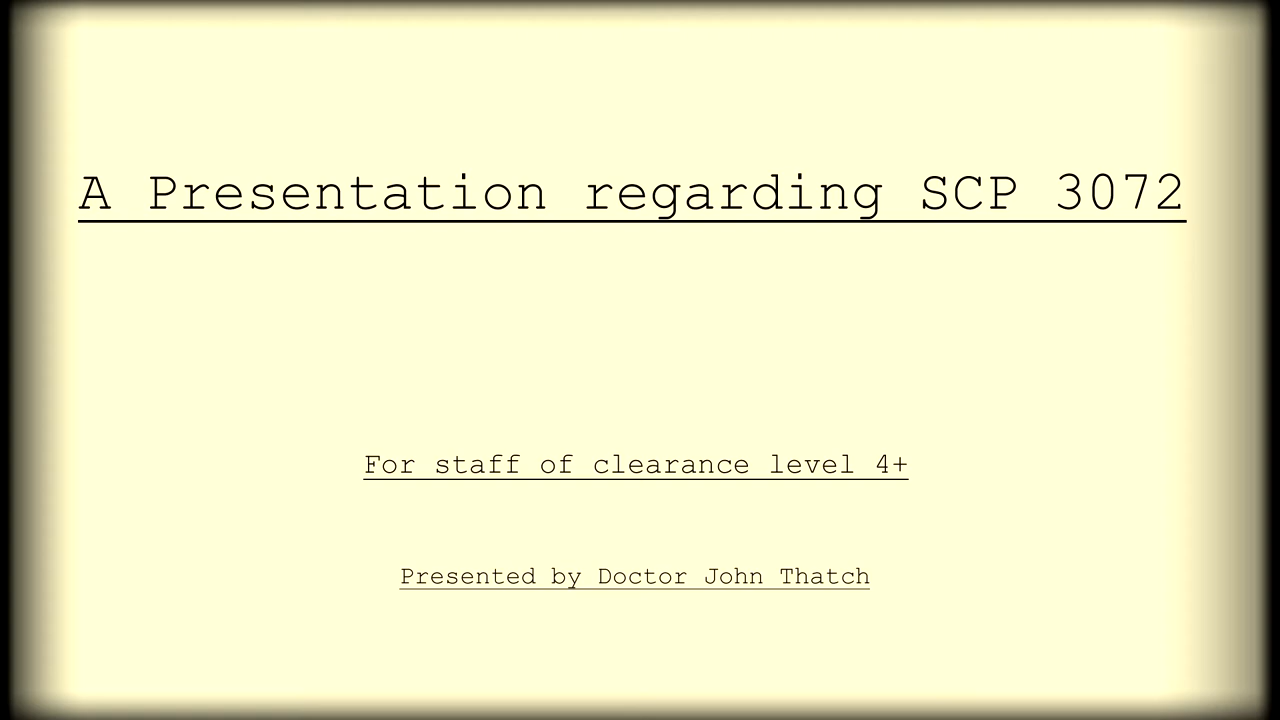 A Presentation regarding SCP 3072
For staff of clearance level 4+
Presented by Doctor John Thatch